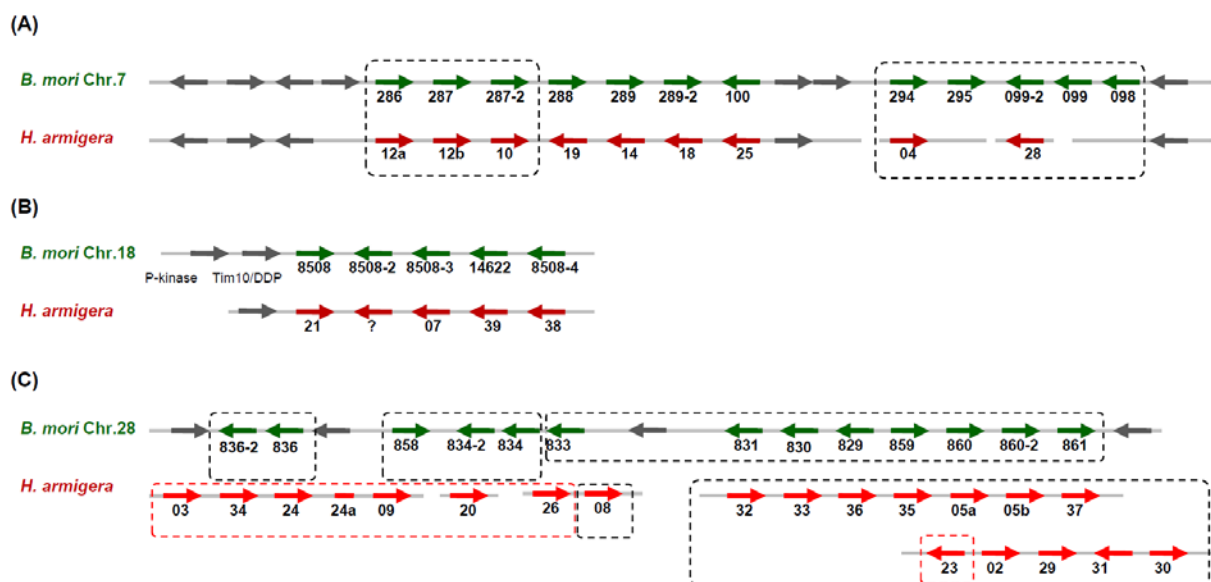 (A)
B. mori Chr.7
286 287 287-2 288 289 289-2 100 294 295 099-2 099 098
H. armigera
12a 12b 10 19 14 18 25 04 28
(B)
B. mori Chr.18
P-kinase Tim10/DDP 8508 8508-2 8508-3 14622 8508-4
H. armigera
21 ? 07 39 38
(C)
B. mori Chr.28
836-2 836 858 834-2 834 833 831 830 829 859 860 860-2 861
H. armigera
03 34 24 24a 09 20 26 08 32 33 36 35 05a 05b 37
23 02 29 31 30